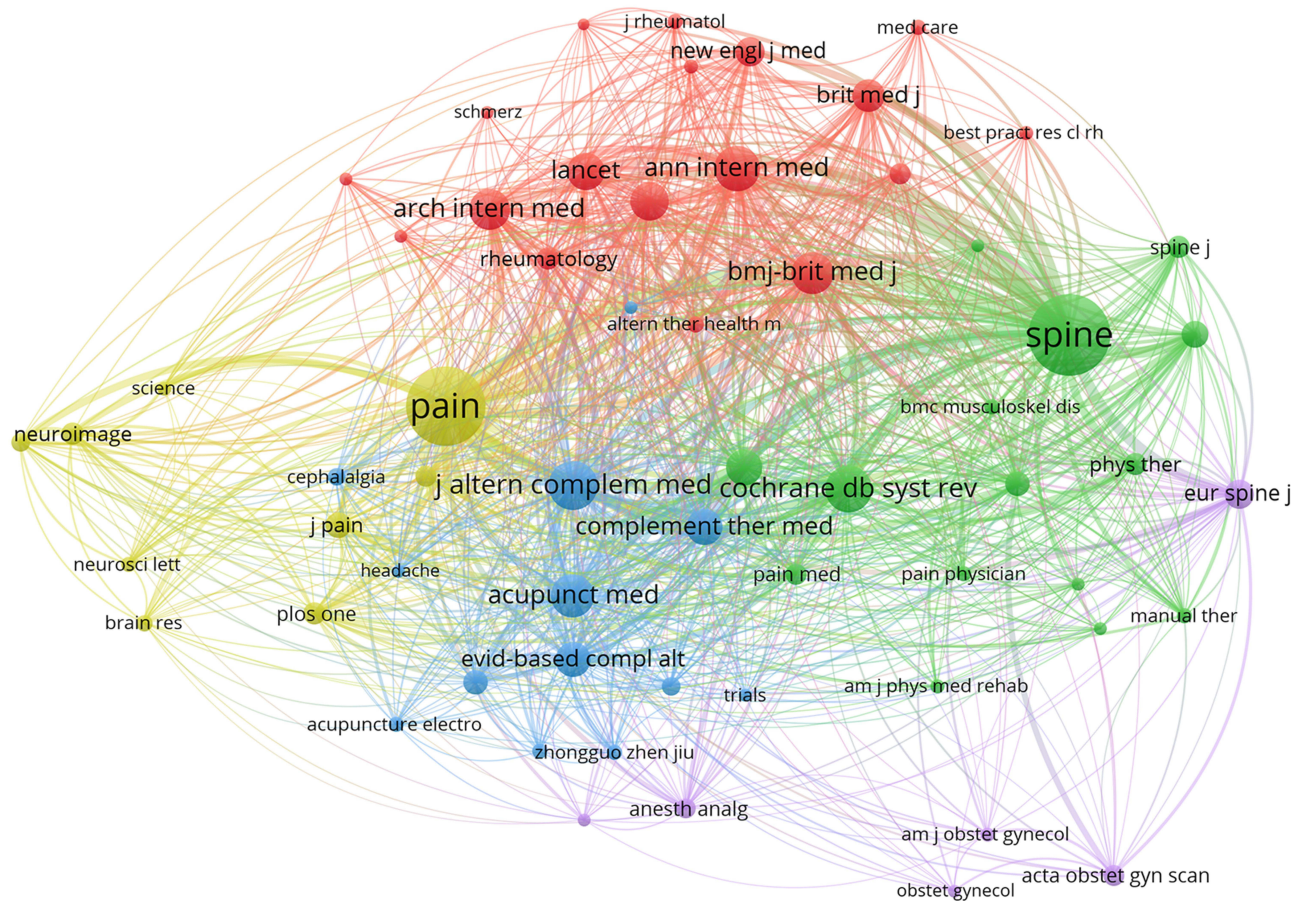 j rheumatol
med care
new engl j med
brit med j
schmerz
best pract res cl rh
lancet
ann intern med
arch intern med
rheumatology
spine j
bmj-brit med j
altern ther health m
spine
science
pain
bmc musculoskel dis
neuroimage
cephalalgia
j altern complem med
cochrane db syst rev
phys ther
eur spine j
j pain
complement ther med
neurosci lett
headache
pain med
pain physician
acupunct med
plos one
brain res
manual ther
evid-based compl alt
trials
am j phys med rehab
acupuncture electro
zhongguo zhen jiu
anesth analg
am j obstet gynecol
acta obstet gyn scan
obstet gynecol